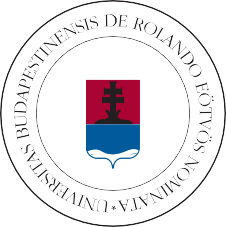 UNIVERSITAS BUDAPESTINENSIS DE ROLANDO EÖTVÖS NOMINATA *